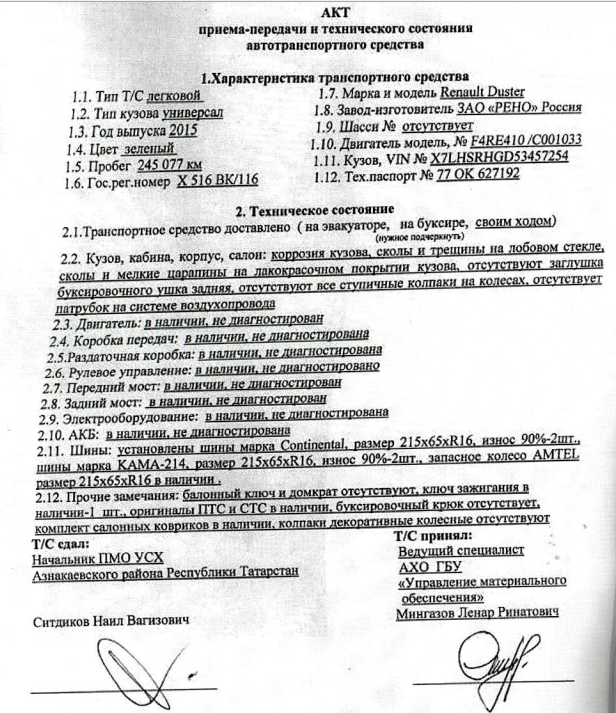 АКТ
приема-передачи и технического состояния
автотранспортного средства
1.Характеристика транспортного средства
1.1. Тип Т/С легковой
1.2. Тип кузова универсал
1.3. Год выпуска 2015
1.4. Цвет зеленый
1.5. Пробег 245 077 км
1.6. Гос.рег.номер Х 516 ВК/116
1.7. Марка и модель Renault Duster
1.8. Завод-изготовитель ЗАО «РЕНО» Россия
1.9. Шасси № отсутствует
1.10. Двигатель модель, № F4RE410 /C001033
1.11. Кузов, VIN № X7LHSRHGD53457254
1.12. Тех.паспорт № 77 ОК 627192
2. Техническое состояние
2.1.Транспортное средство доставлено ( на эвакуаторе, на буксире, своим ходом)
(нужное подчеркнуть)
2.2. Кузов, кабина, корпус, салон: коррозия кузова, сколы и трещины на лобовом стекле,
сколы и мелкие царапины на лакокрасочном покрытии кузова, отсутствуют заглушка
буксировочного ушка задняя, отсутствуют все ступичные колпаки на колесах, отсутствует
патрубок на системе воздухопровода
2.3. Двигатель: в наличии, не диагностирован
2.4. Коробка передач: в наличии, не диагностирована
2.5.Раздаточная коробка: в наличии, не диагностирована
2.6. Рулевое управление: в наличии, не диагностировано
2.7. Передний мост: в наличии, не диагностирован
2.8. Задний мост: в наличии, не диагностирован
2.9. Электрооборудование: в наличии, не диагностирована
2.10. АКБ: в наличии, не диагностирована
2.11. Шины: установлены шины марка Continental, размер 215х65хR16, износ 90%-2шт.,
шины марка КАМА-214, размер 215х65хR16, износ 90%-2шт., запасное колесо AMTEL
размер 215х65хR16 в наличии .
2.12. Прочие замечания: балонный ключ и домкрат отсутствуют, ключ зажигания в
наличии-1 шт., оригиналы ПТС и СТС в наличии, буксировочный крюк отсутствует,
комплект салонных ковриков в наличии, колпаки декоративные колесные отсутствуют
Т/С сдал:
Начальник ПМО УСХ
Азнакаевского района Республики Татарстан
Ситдиков Наил Вагизович
Т/С принял:
Ведущий специалист
АХО ГБУ
«Управление материального
обеспечения»
Мингазов Ленар Ринатович